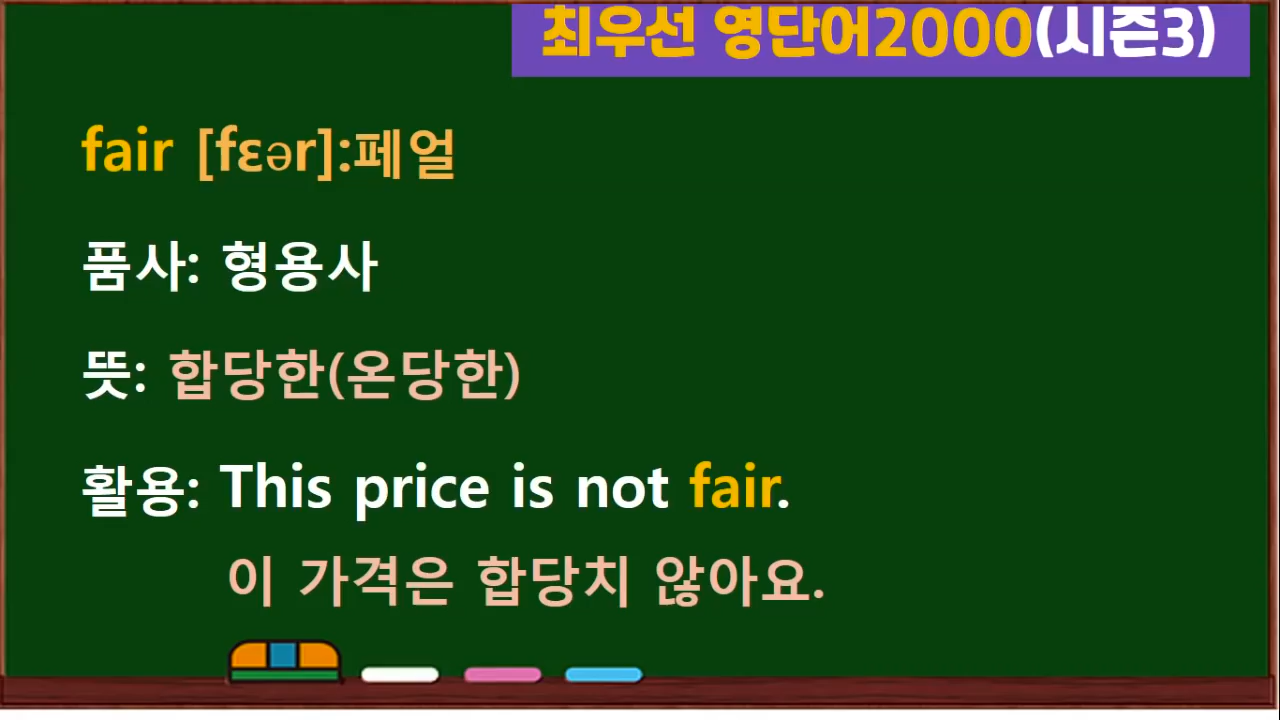 최우선 영단어2000(시즌3)
fair [fɛər]:페얼
품사: 형용사
뜻: 합당한(온당한)
활용: This price is not fair.
이 가격은 합당치 않아요.